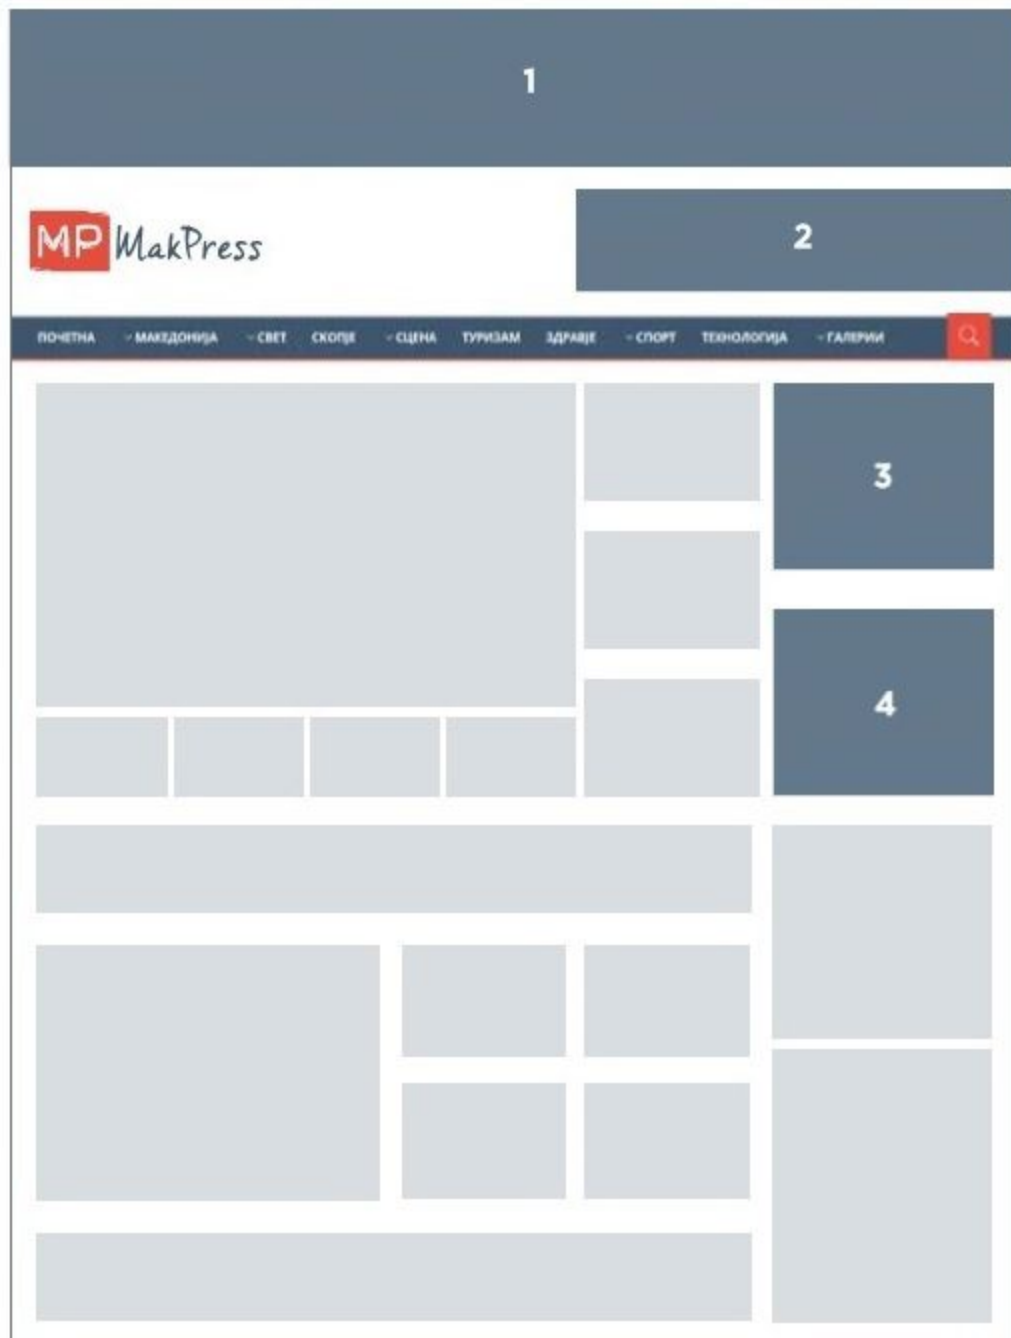 1
MP MakPress
2
ПОЧЕТНА МАКЕДОНИЈА СВЕТ СКОПЈЕ СЦЕНА ТУРИЗАМ ЗДРАВЈЕ СПОРТ ТЕХНОЛОГИЈА ГАЛЕРИИ
3
4